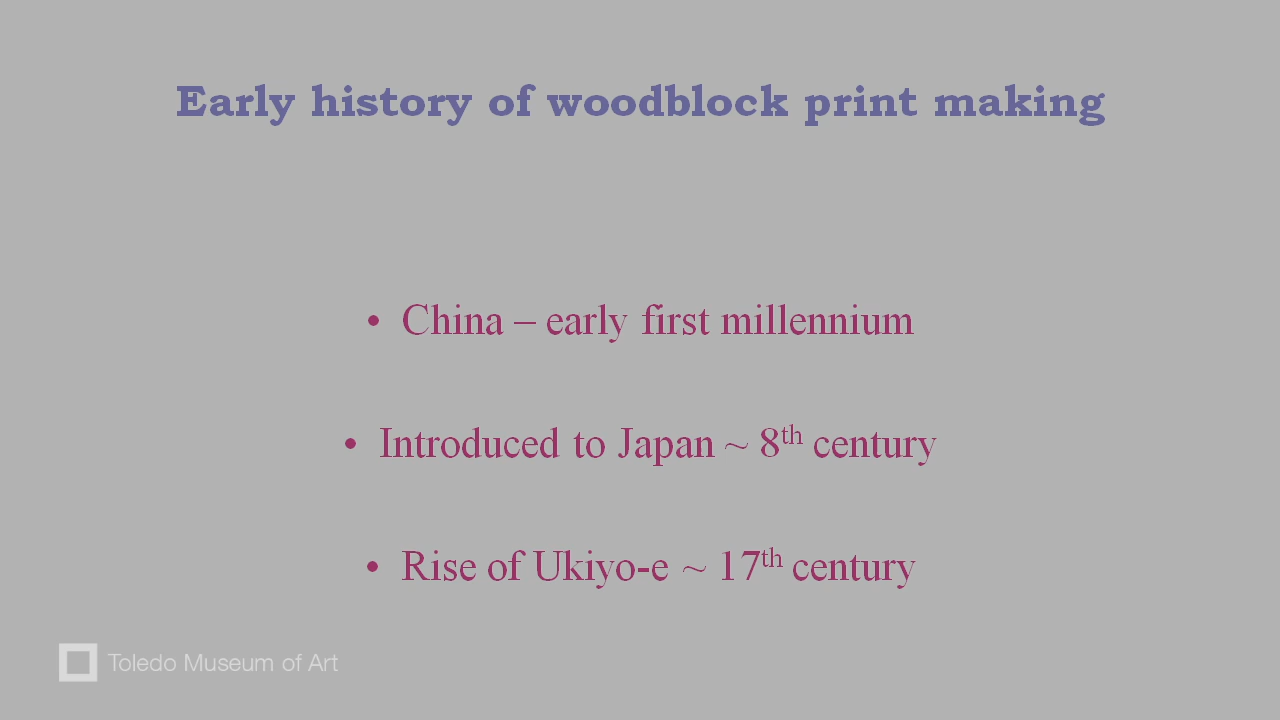 Early history of woodblock print making
• China – early first millennium
• Introduced to Japan ~ 8th century
• Rise of Ukiyo-e ~ 17th century
Toledo Museum of Art